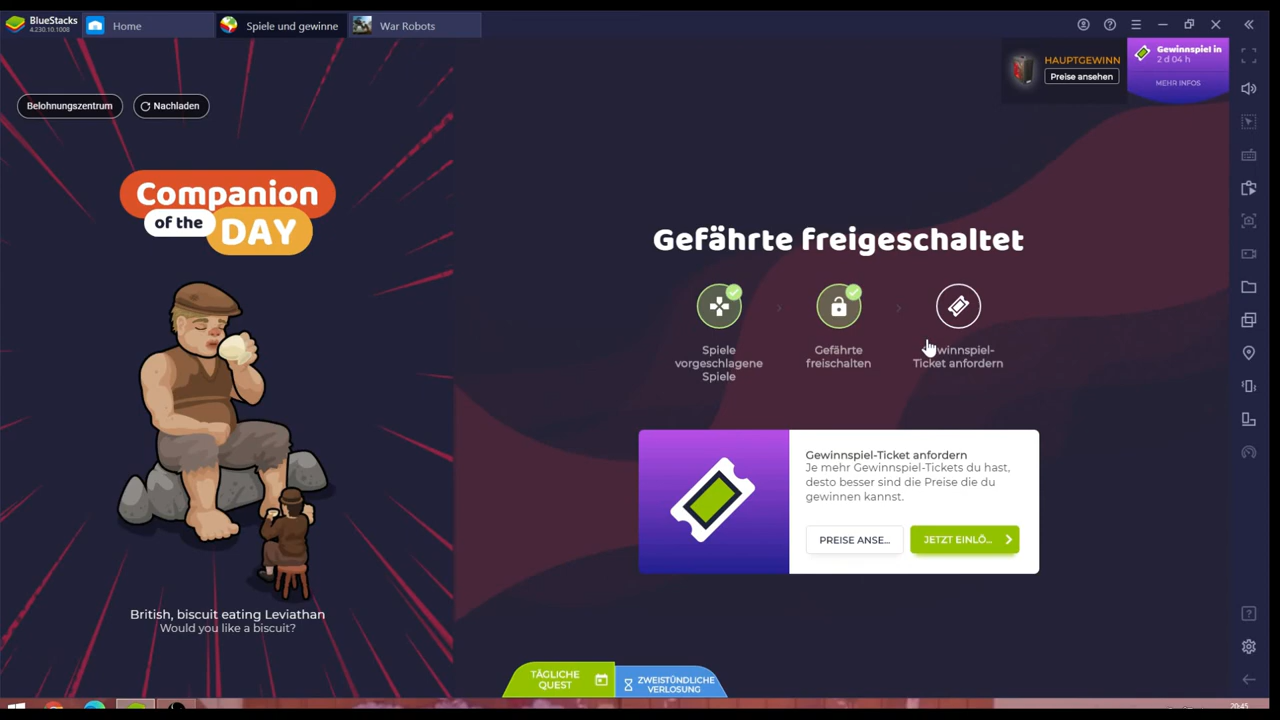 BlueStacks
4.230.10.1008
Home
Spiele und gewinne
War Robots
HAUPTGEWINN
Preise ansehen
Gewinnspiel in
2 d 04 h
MEHR INFOS
Belohnungszentrum
Nachladen
Companion
of the
DAY
British, biscuit eating Leviathan
Would you like a biscuit?
Gefährte freigeschaltet
Spiele
vorgeschlagene
Spiele
Gefährte
freischalten
winnspiel-
Ticket anfordern
Gewinnspiel-Ticket anfordern
Je mehr Gewinnspiel-Tickets du hast,
desto besser sind die Preise die du
gewinnen kannst.
PREISE ANSE...
JETZT EINLÖ...
TÄGLICHE
QUEST
ZWEISTÜNDLICHE
VERLOSUNG
20:45